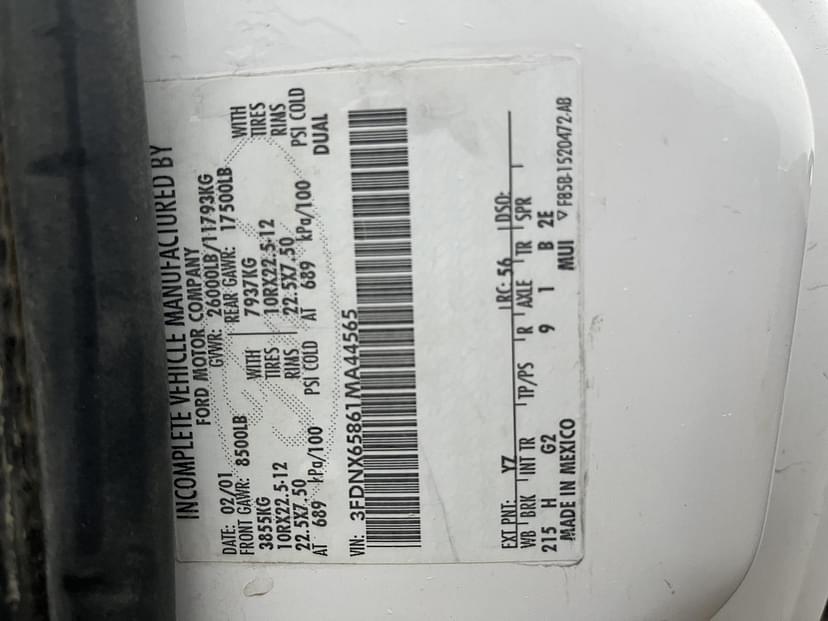 INCOMPLETE VEHICLE MANUFACTURED BY
FORD MOTOR COMPANY
DATE: 02/01 GVWR: 26000LB/11793KG
FRONT GAWR: 8500LB REAR GAWR: 17500LB
3855KG WITH 7937KG WITH
10RX22.5-12 TIRES 10RX22.5-12 TIRES
22.5X7.50 RIMS 22.5X7.50 RIMS
AT 689 kPa/100 PSI COLD AT 689 kPa/100 PSI COLD
DUAL
VIN: 3FDNX65861MA44565
EXT PNT: YZ RC: 56 DSO:
WB BRK INT TR TP/PS R AXLE TR SPR
215 H G2 9 1 B 2E
MADE IN MEXICO MUI ▽F85B-1520472-AB